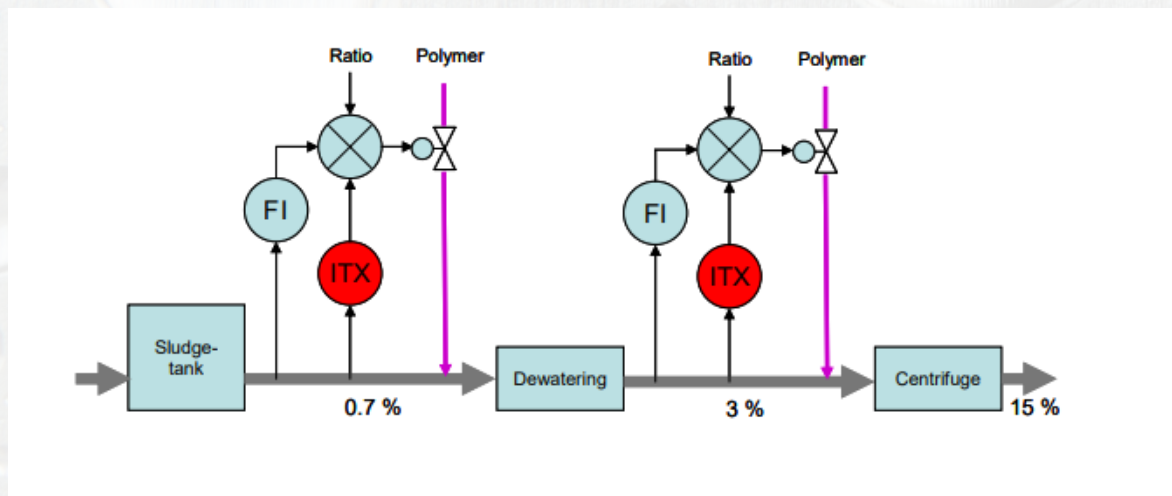 Ratio
Polymer
Ratio
Polymer
FI
FI
ITX
ITX
Sludge-
tank
Dewatering
Centrifuge
0.7 %
3 %
15 %